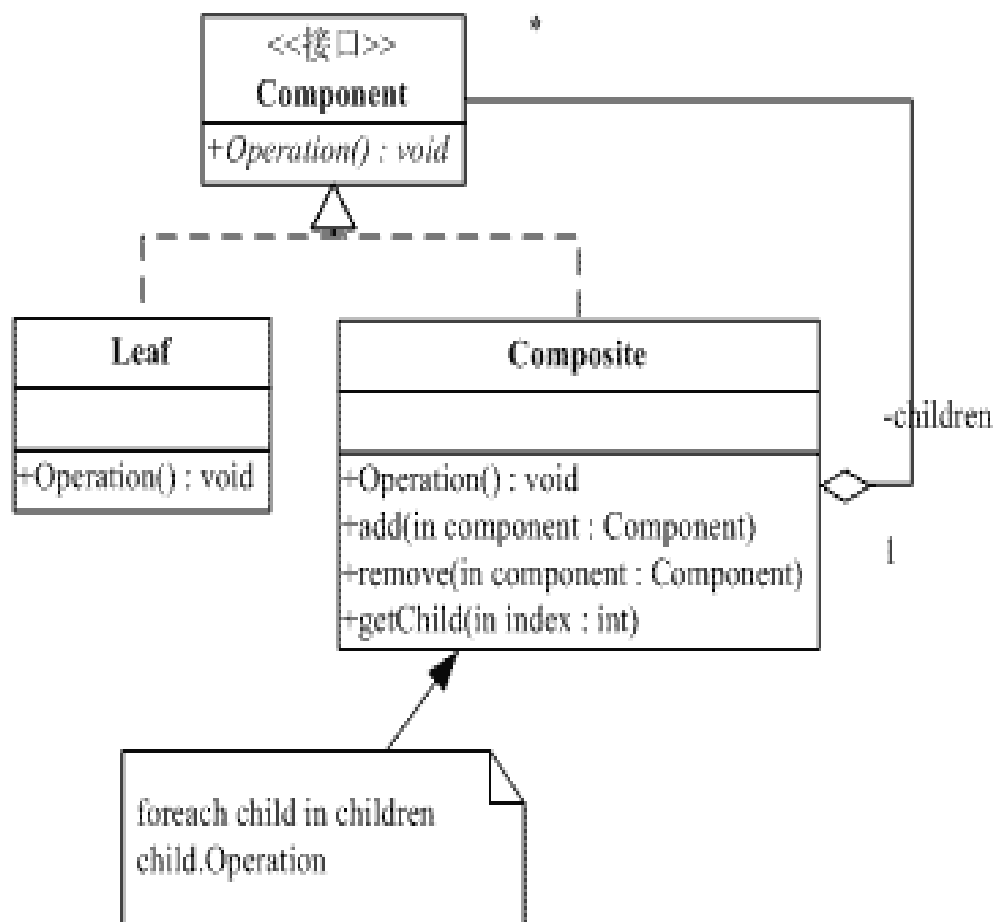 <<接口>>
Component
+Operation() : void
*
Leaf
+Operation() : void
Composite
+Operation() : void
+add(in component : Component)
+remove(in component : Component)
+getChild(in index : int)
-children
1
foreach child in children
child.Operation